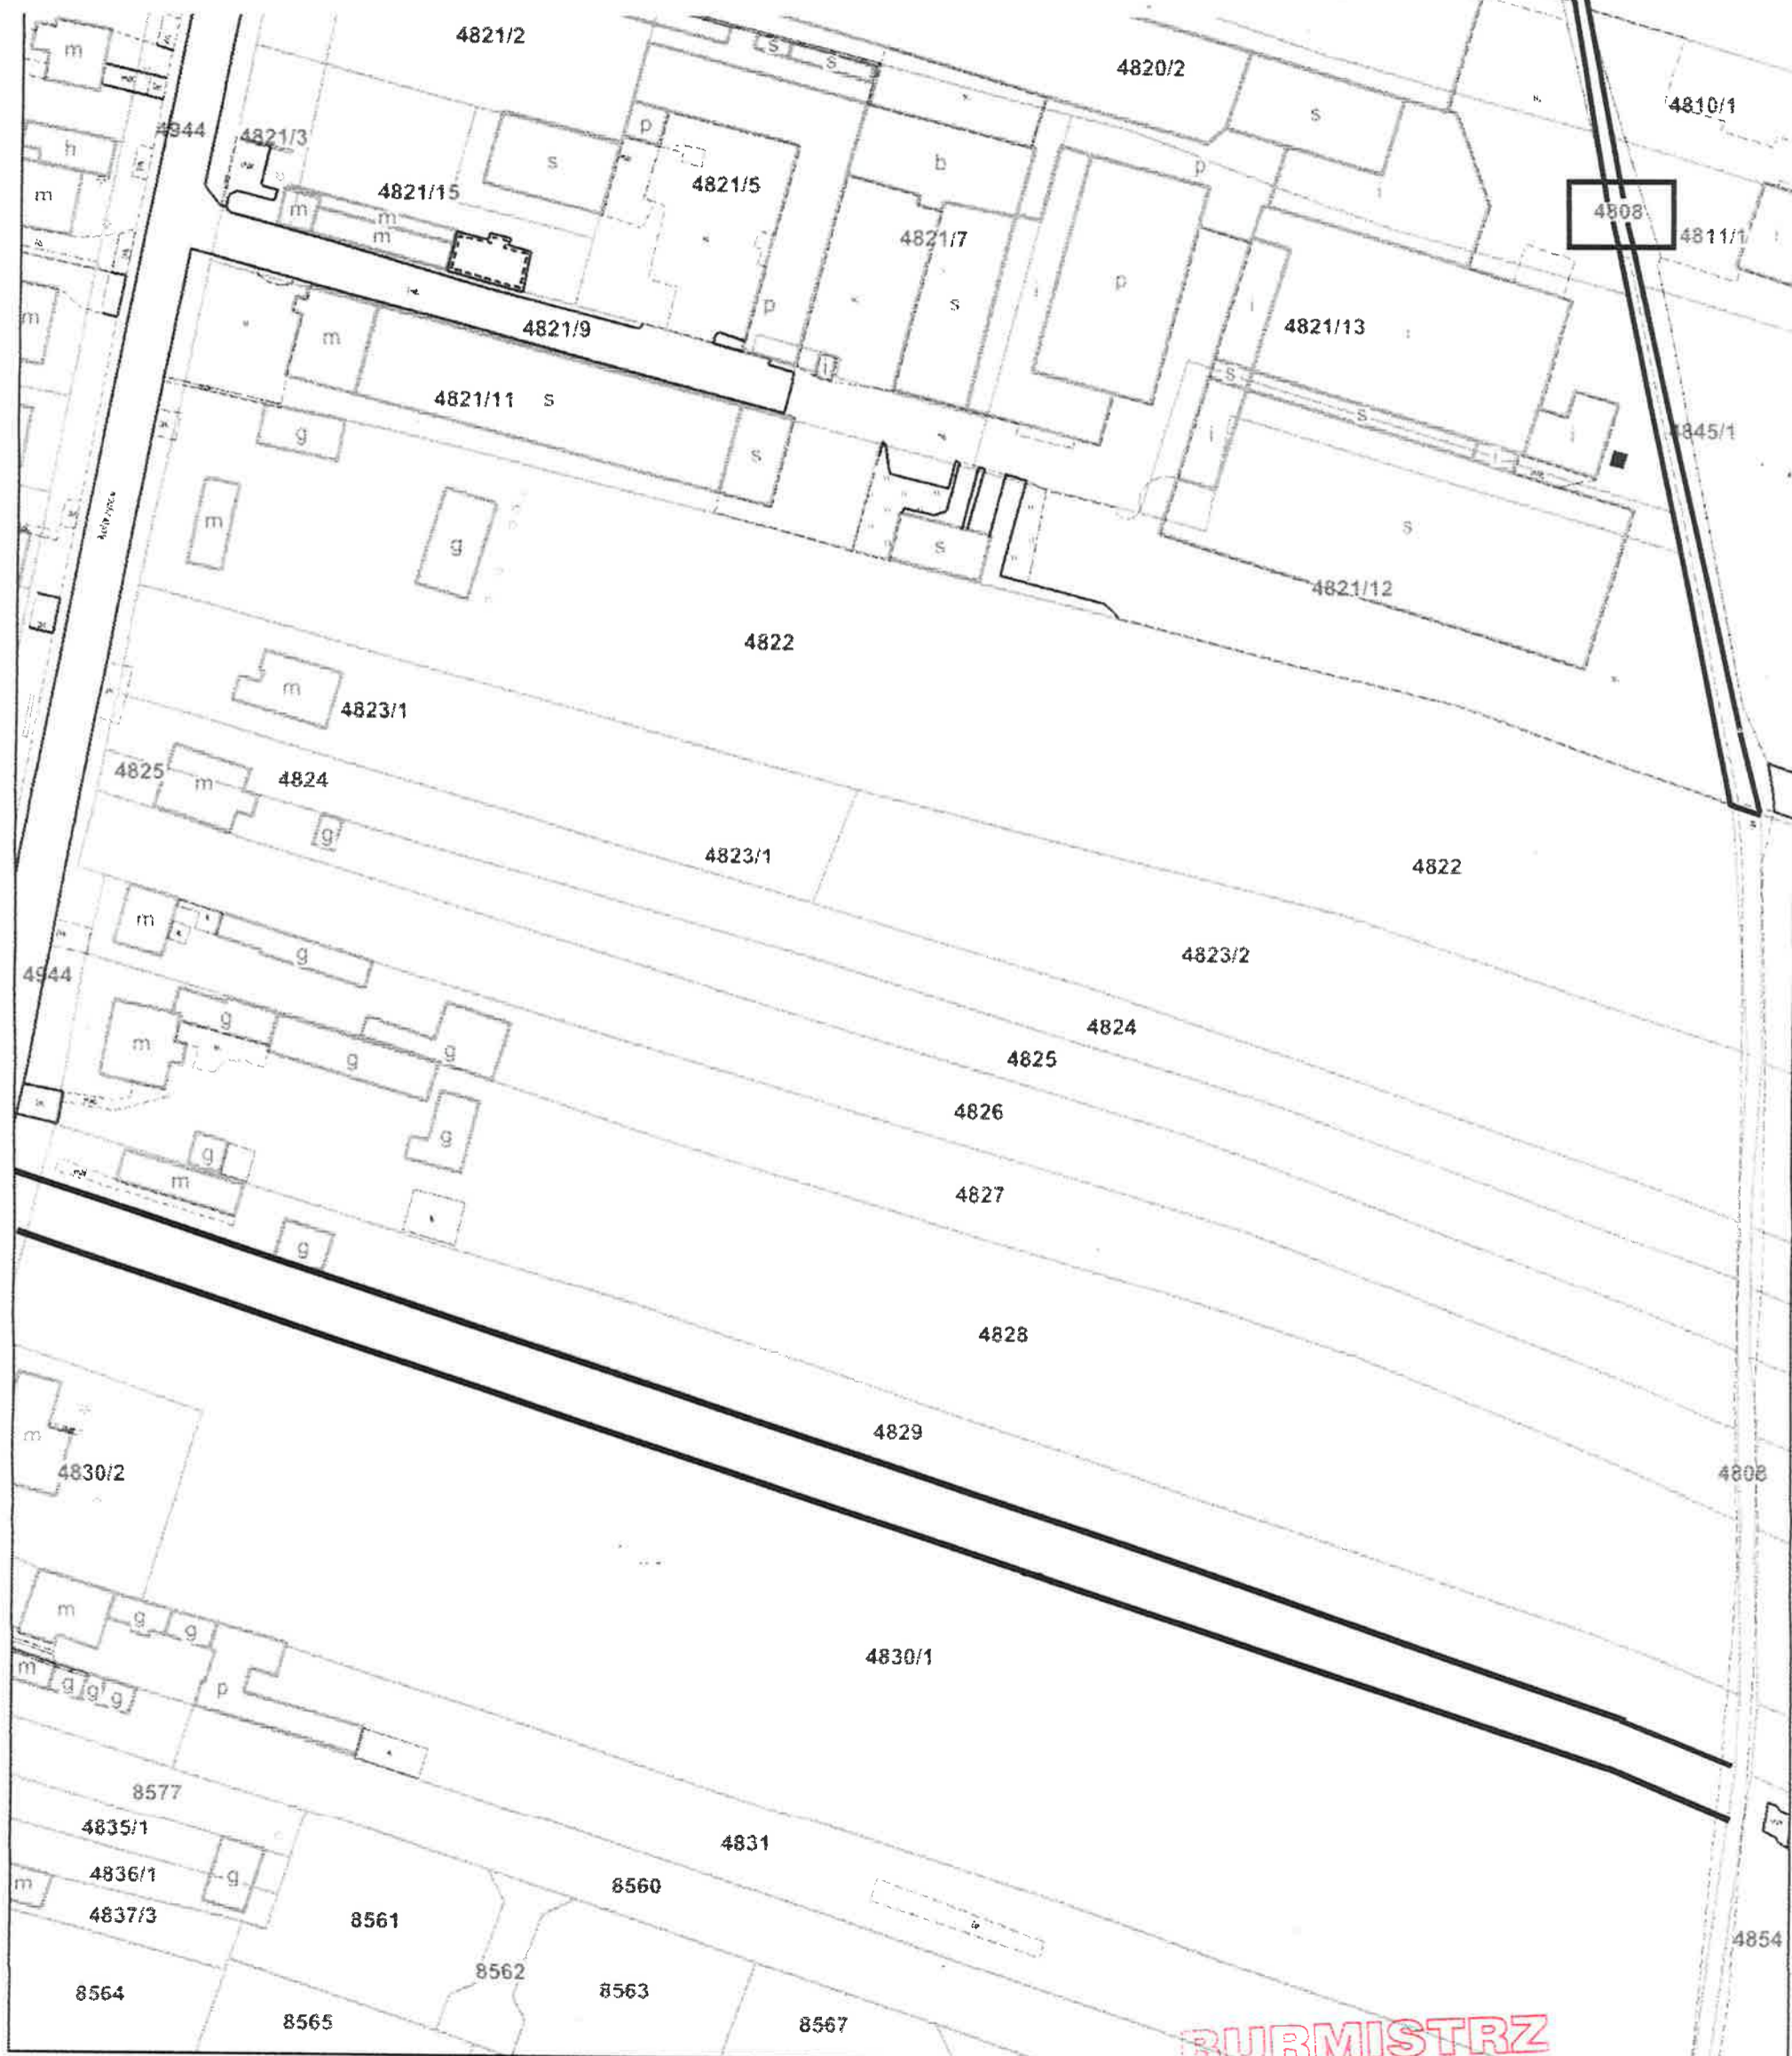 4821/2
4820/2
4810/1
m
s
s
s
4944
4821/3
p
h
s
b
p
i
4821/5
m
4821/15
m
m
m
4808
4811/1
4821/7
p
i
i
p
s
m
m
4821/9
4821/13
i
i
i
s
4821/11
s
s
g
s
i
i
4845/1
m
g
s
s
4821/12
4822
m
4823/1
4825
m
4824
g
4823/1
4822
m
g
4823/2
4944
g
4824
m
g
g
4825
4826
g
g
m
4827
g
4828
4829
m
4830/2
4808
m
g
g
4830/1
m
g
g
g
p
8577
4835/1
4831
4836/1
g
m
8560
4837/3
8561
4854
8562
8564
8563
8565
8567
BURMISTRZ